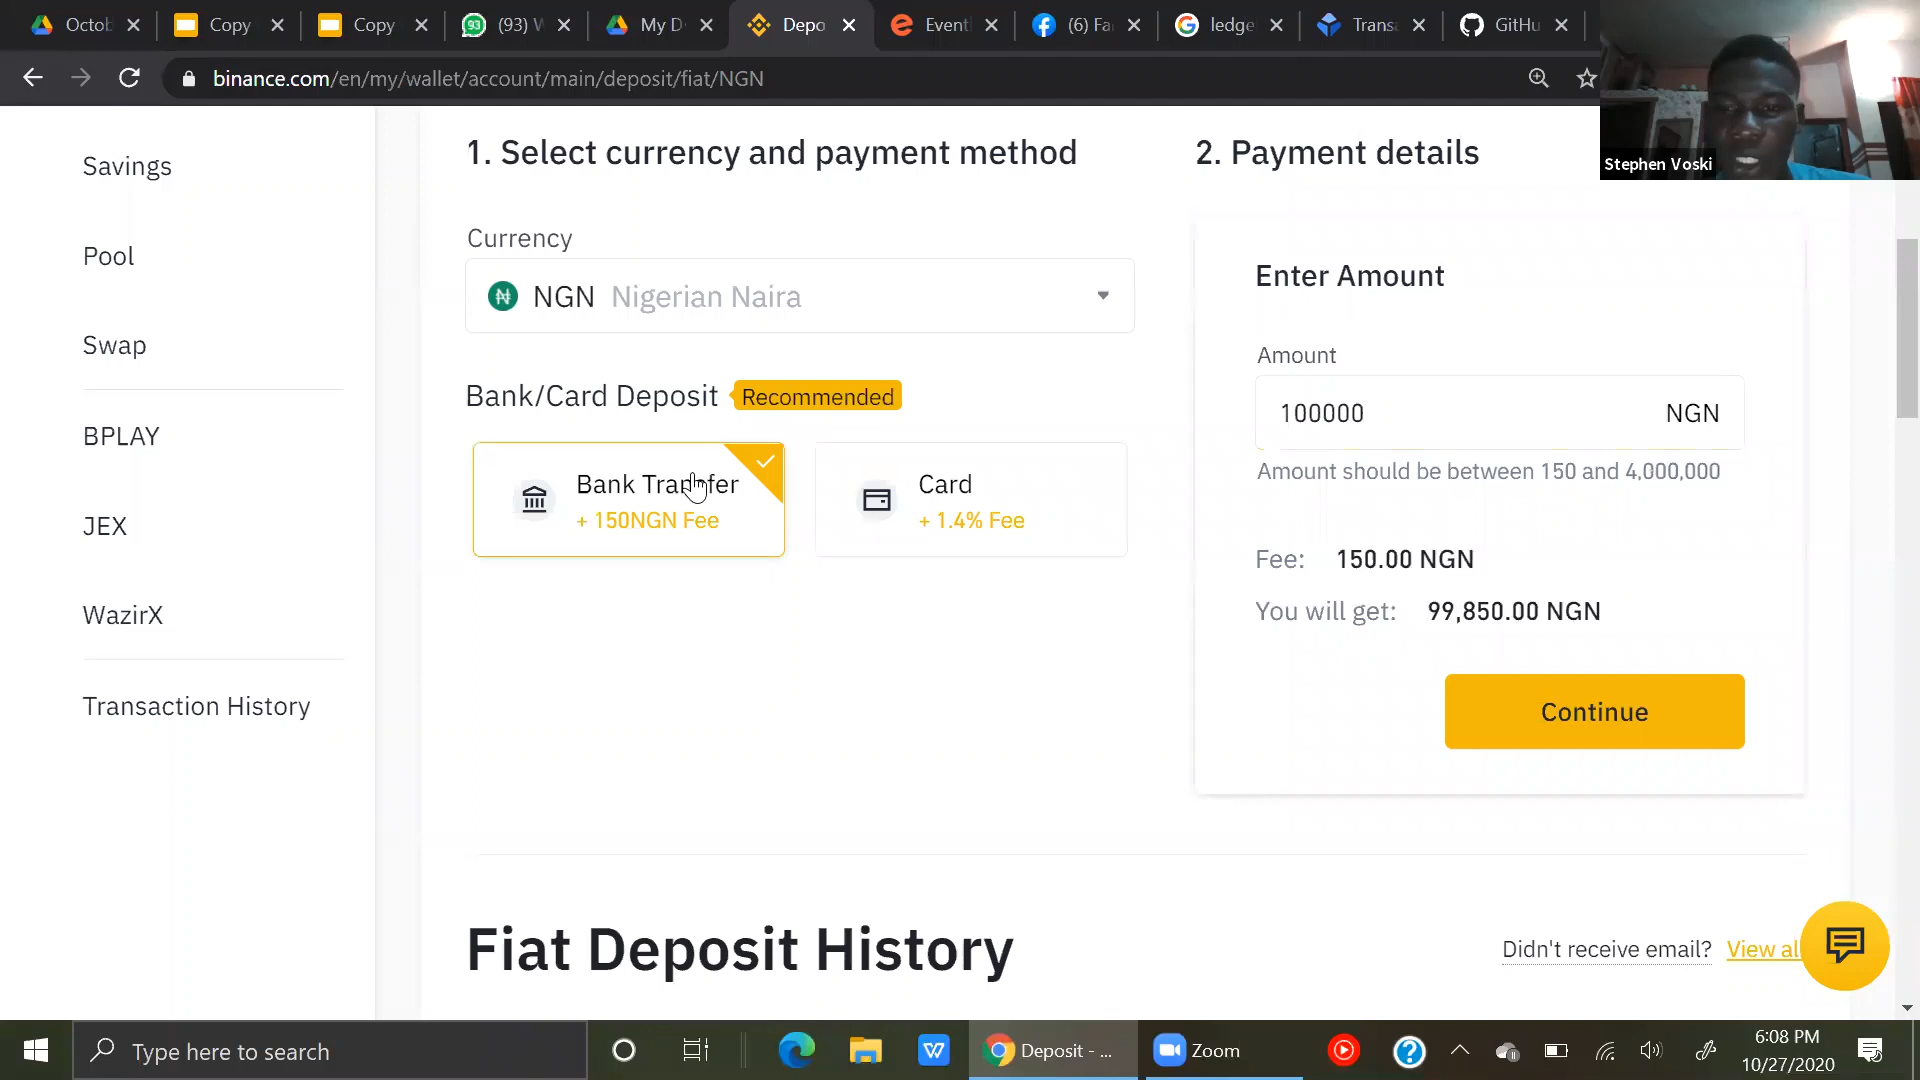 Octob
Copy
Copy
(93) W
My D
Depo
Event
(6) Fa
ledge
Trans
GitHu
binance.com/en/my/wallet/account/main/deposit/fiat/NGN
Stephen Voski
Savings
Pool
Swap
BPLAY
JEX
WazirX
Transaction History
1. Select currency and payment method
Currency
NGN Nigerian Naira
Bank/Card Deposit Recommended
Bank Transfer
+ 150NGN Fee
Card
+ 1.4% Fee
2. Payment details
Enter Amount
Amount
100000 NGN
Amount should be between 150 and 4,000,000
Fee: 150.00 NGN
You will get: 99,850.00 NGN
Continue
Fiat Deposit History
Didn't receive email? View al
Type here to search
Deposit - ...
Zoom
6:08 PM
10/27/2020